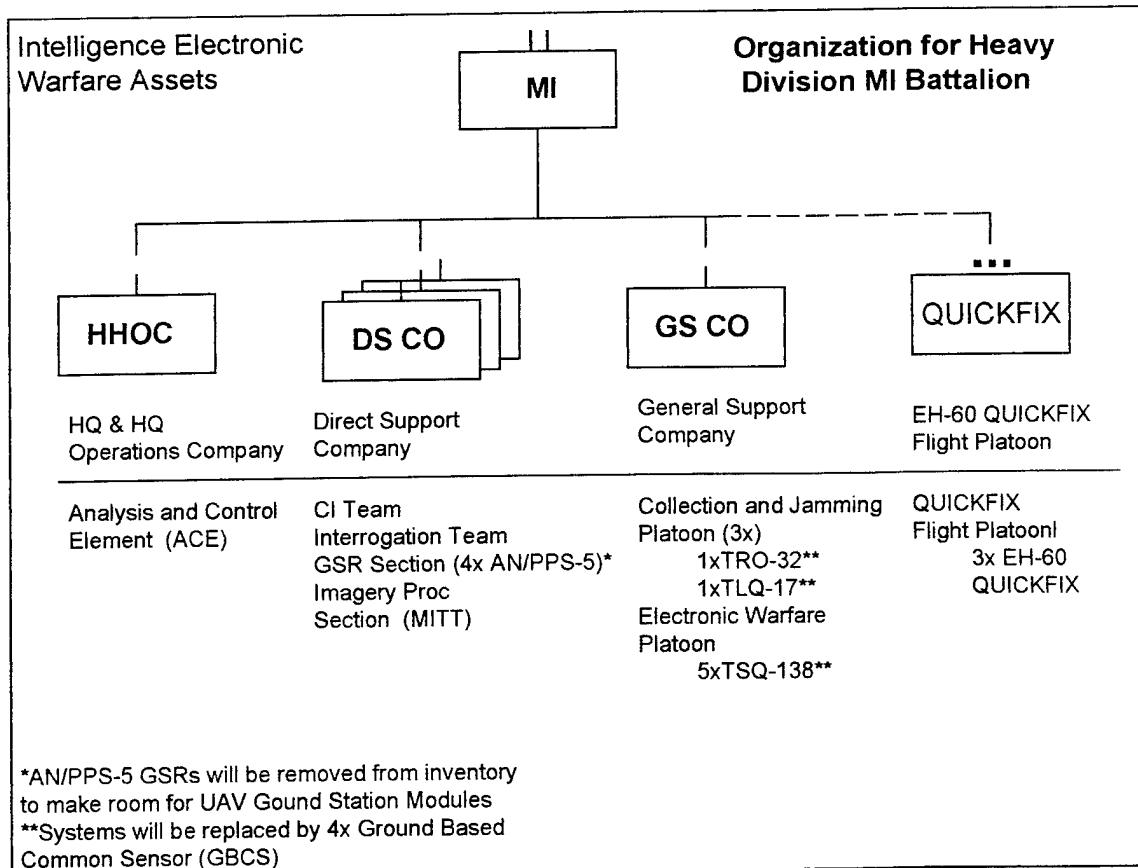 Intelligence Electronic
Warfare Assets
Organization for Heavy
Division MI Battalion
MI
HHOC
DS CO
GS CO
QUICKFIX
HQ & HQ
Operations Company
Direct Support
Company
General Support
Company
EH-60 QUICKFIX
Flight Platoon
Analysis and Control
Element (ACE)
CI Team
Interrogation Team
GSR Section (4x AN/PPS-5)*
Imagery Proc
Section (MITT)
Collection and Jamming
Platoon (3x)
1xTRO-32**
1xTLQ-17**
Electronic Warfare
Platoon
5xTSQ-138**
QUICKFIX
Flight Platoonl
3x EH-60
QUICKFIX
*AN/PPS-5 GSRs will be removed from inventory
to make room for UAV Gound Station Modules
**Systems will be replaced by 4x Ground Based
Common Sensor (GBCS)